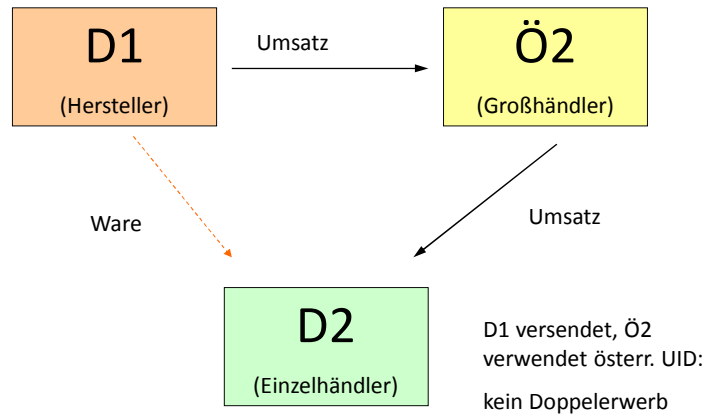 D1
(Hersteller)
Umsatz
Ö2
(Großhändler)
Ware
Umsatz
D2
(Einzelhändler)
D1 versendet, Ö2
verwendet österr. UID:
kein Doppelerwerb